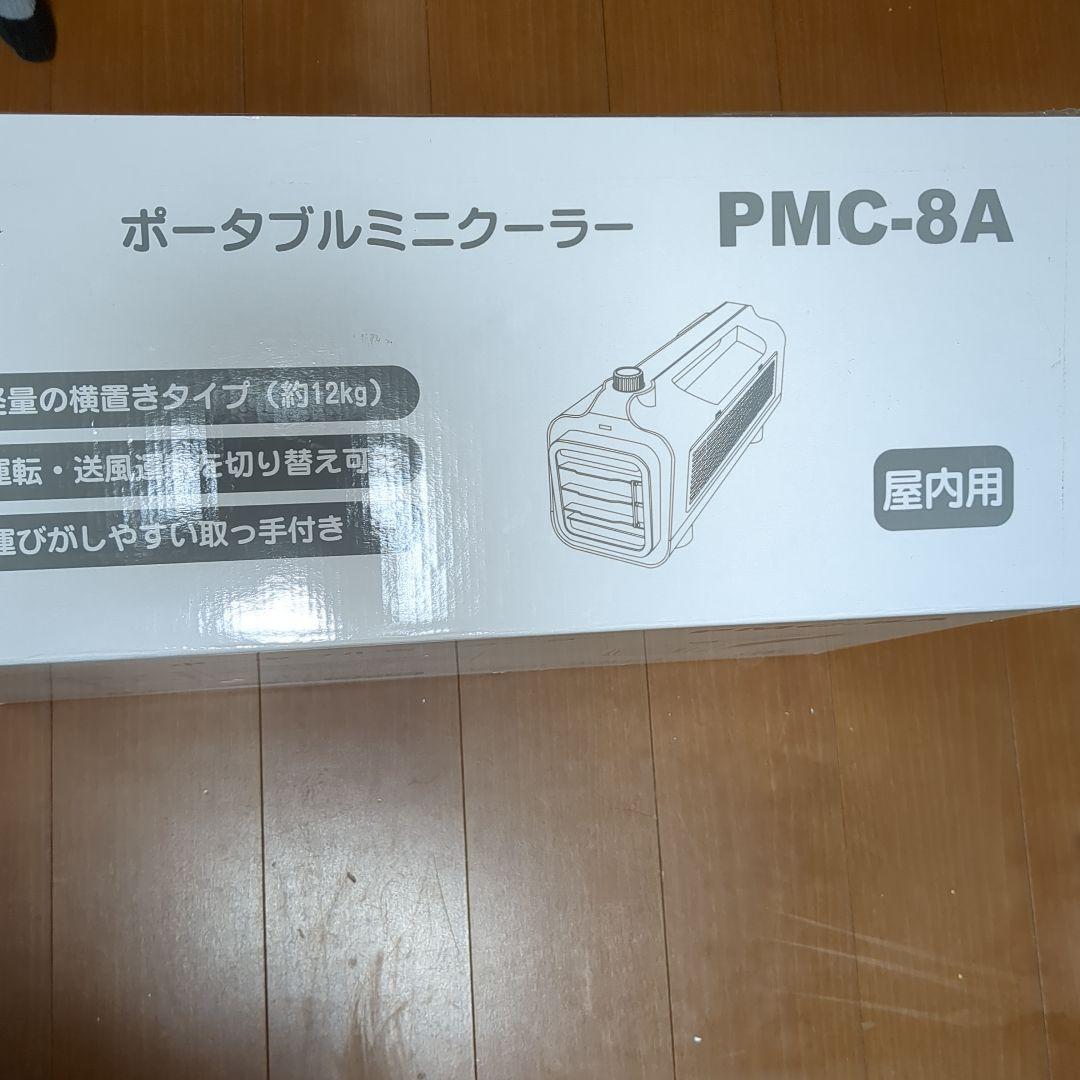 ポータブルミニクーラー PMC-8A
量の横置きタイプ(約12kg)
運転・送風運転を切り替え可
運びがしやすい取っ手付き
屋内用